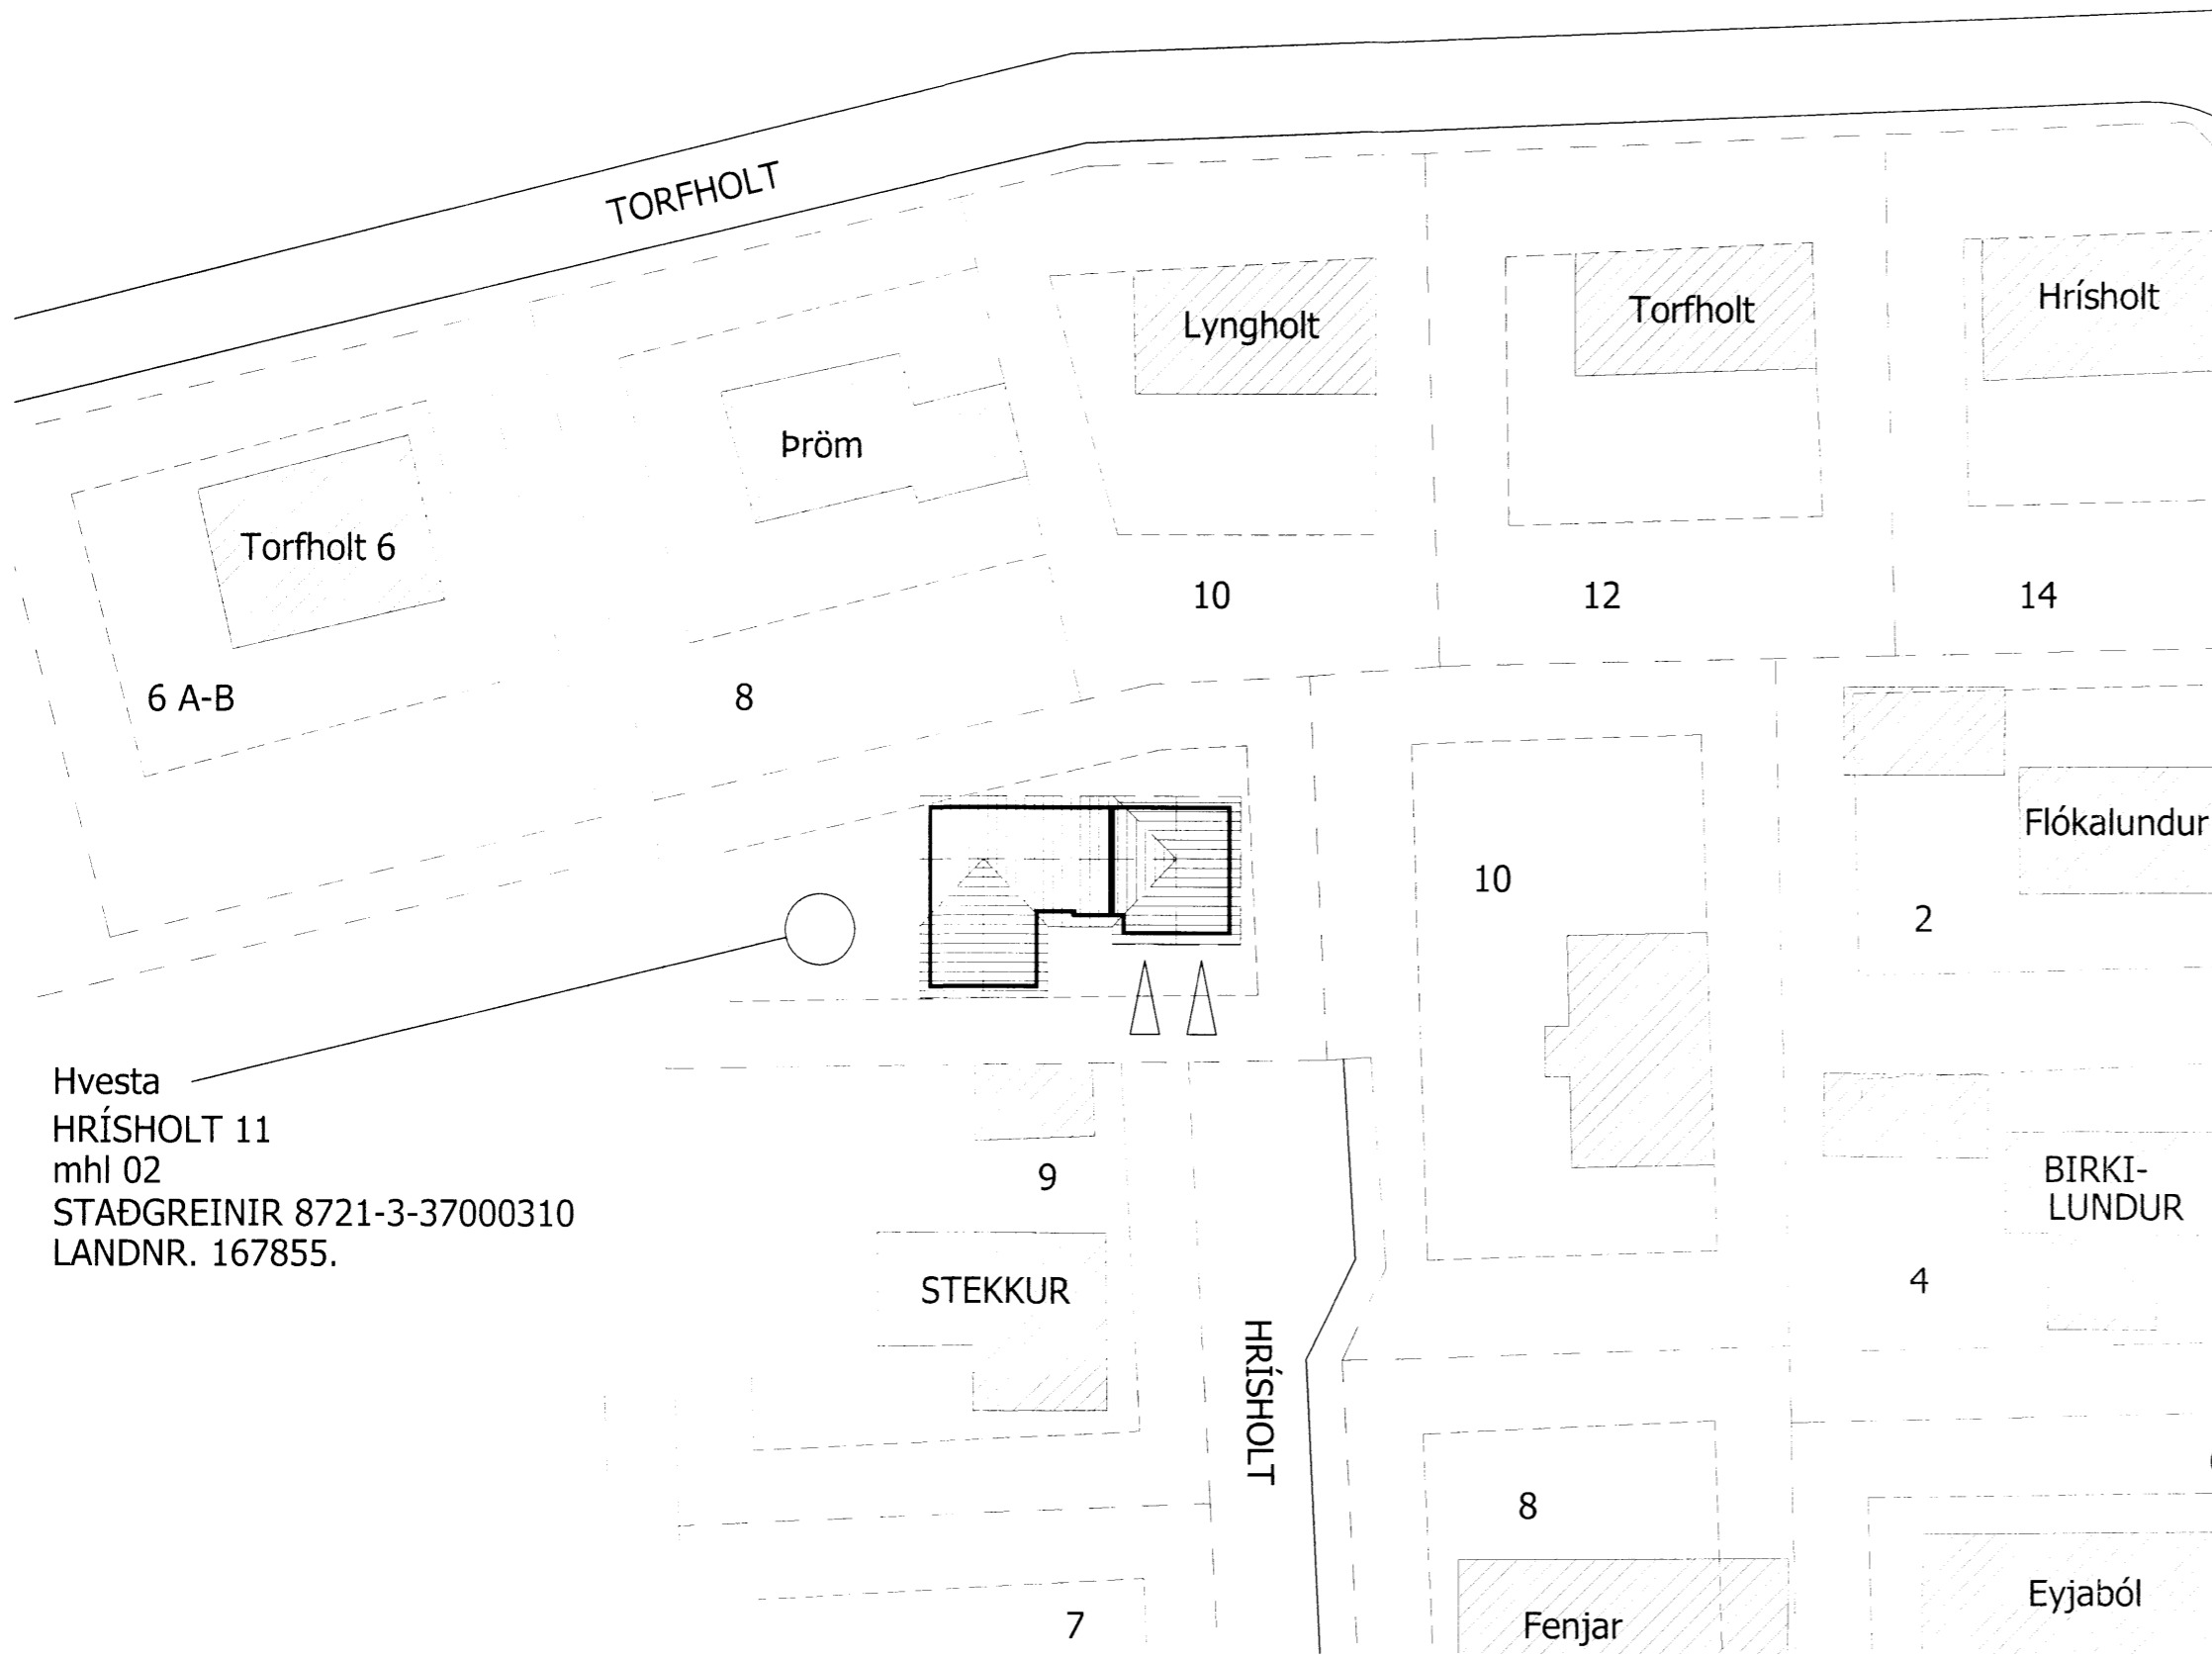 TORFHOLT
Hrísholt
Torfholt
Lyngholt
Þröm
Torfholt 6
10
12
14
6 A-B
8
Flókalundur
10
2
Hvesta
HRÍSHOLT 11
mhl 02
STAÐGREINIR 8721-3-37000310
LANDNR. 167855.
9
BIRKI-
LUNDUR
STEKKUR
4
HRÍSHOLT
8
Eyjaból
7
Fenjar